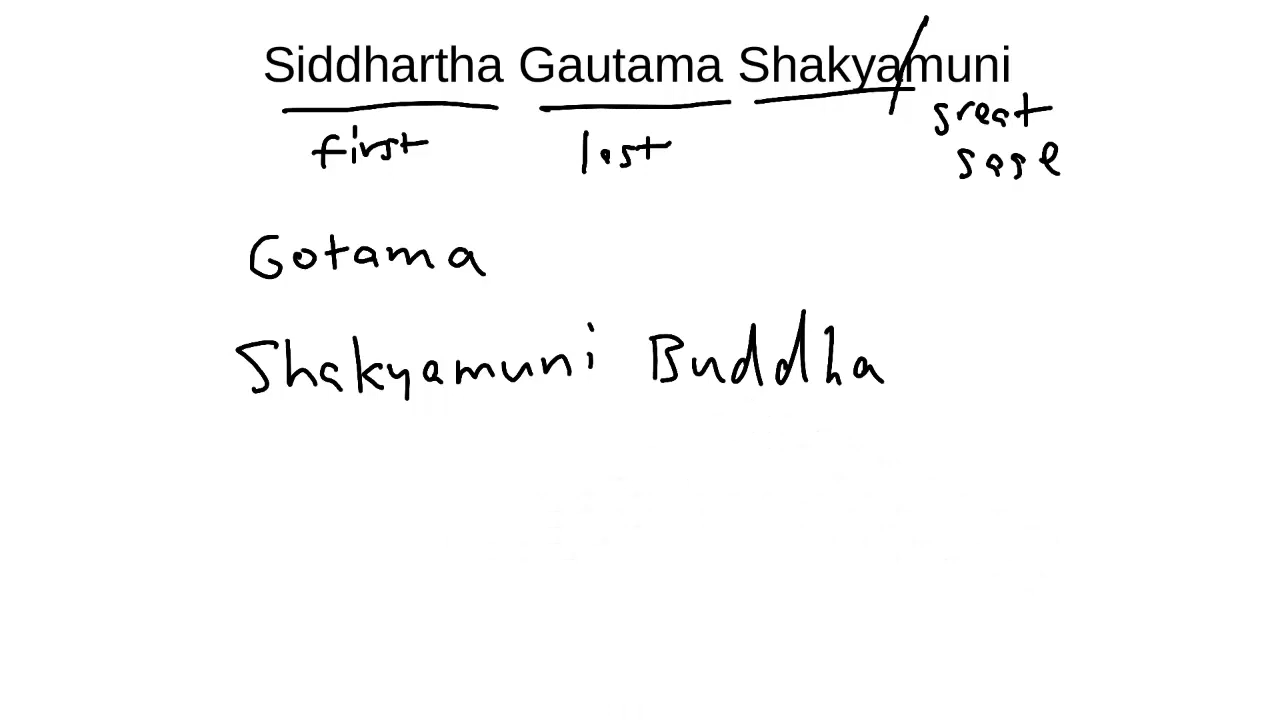 Siddhartha Gautama Shakyamuni
first last great
sage
Gotama
Shakyamuni Buddha